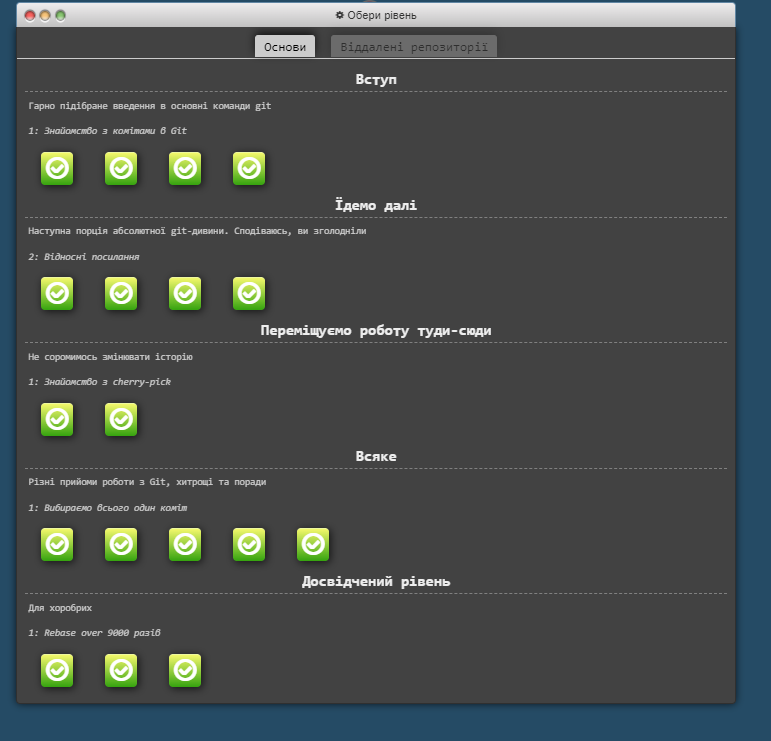 Обери рівень
Основи
Віддалені репозиторії
Вступ
Гарно підібране введення в основні команди git
1: Знайомство з комітами в Git
Їдемо далі
Наступна порція абсолютної git-дивини. Сподіваюсь, ви зголодніли
2: Відносні посилання
Переміщуємо роботу туди-сюди
Не соромимось змінювати історію
1: Знайомство з cherry-pick
Всяке
Різні прийоми роботи з Git, хитрощі та поради
1: Вибираємо всього один коміт
Досвідчений рівень
Для хоробрих
1: Rebase over 9000 разів